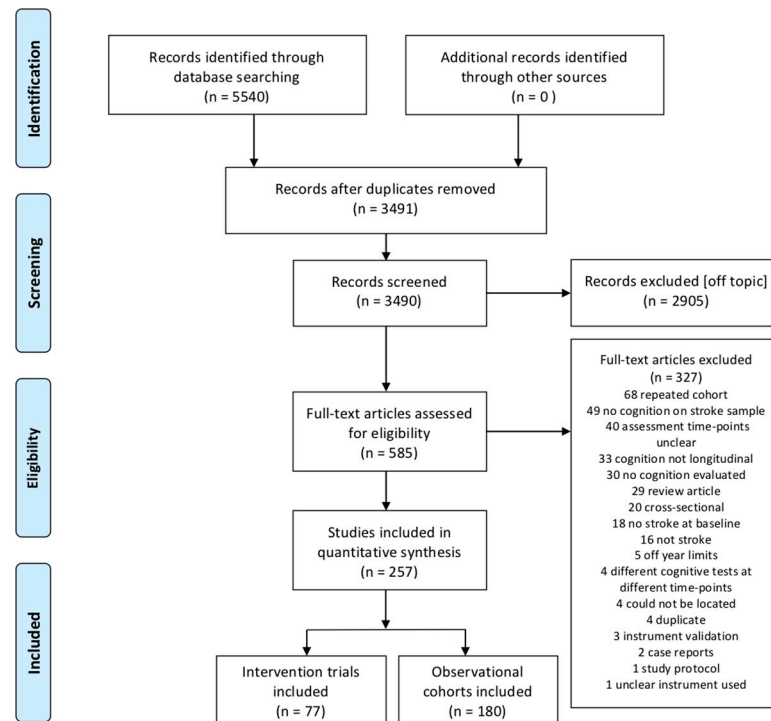 Identification
Records identified through
database searching
(n = 5540)
Additional records identified
through other sources
(n = 0 )
Records after duplicates removed
(n = 3491)
Screening
Records screened
(n = 3490)
Records excluded [off topic]
(n = 2905)
Eligibility
Full-text articles assessed
for eligibility
(n = 585)
Full-text articles excluded
(n = 327)
68 repeated cohort
49 no cognition on stroke sample
40 assessment time-points
unclear
33 cognition not longitudinal
30 no cognition evaluated
29 review article
20 cross-sectional
18 no stroke at baseline
16 not stroke
5 off year limits
4 different cognitive tests at
different time-points
4 could not be located
4 duplicate
3 instrument validation
2 case reports
1 study protocol
1 unclear instrument used
Studies included in
quantitative synthesis
(n = 257)
Included
Intervention trials
included
(n = 77)
Observational
cohorts included
(n = 180)